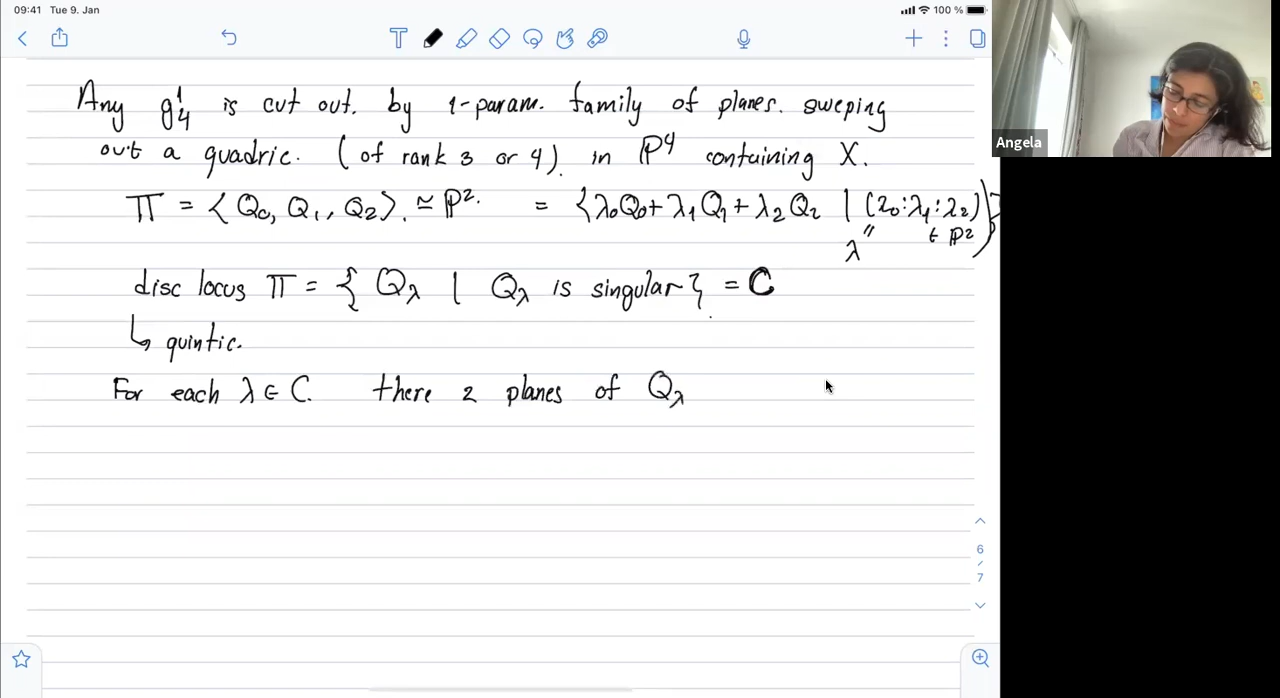 09:41 Tue 9. Jan
100 %
Any g¹₄ is cut out. by 1-param. family of planes. sweping
out a quadric. (of rank 3 or 4). in ℙ⁴ containing X.
Π = ⟨Q₀, Q₁, Q₂⟩. ≃ ℙ². = {λ₀Q₀+λ₁Q₁+λ₂Q₂ | (λ₀:λ₁:λ₂)}
λ " ∈ ℙ²
disc locus Π = { Q_λ | Q_λ is singular } = C
↳ quintic.
For each λ ∈ C. there 2 planes of Q_λ
Angela
6
7